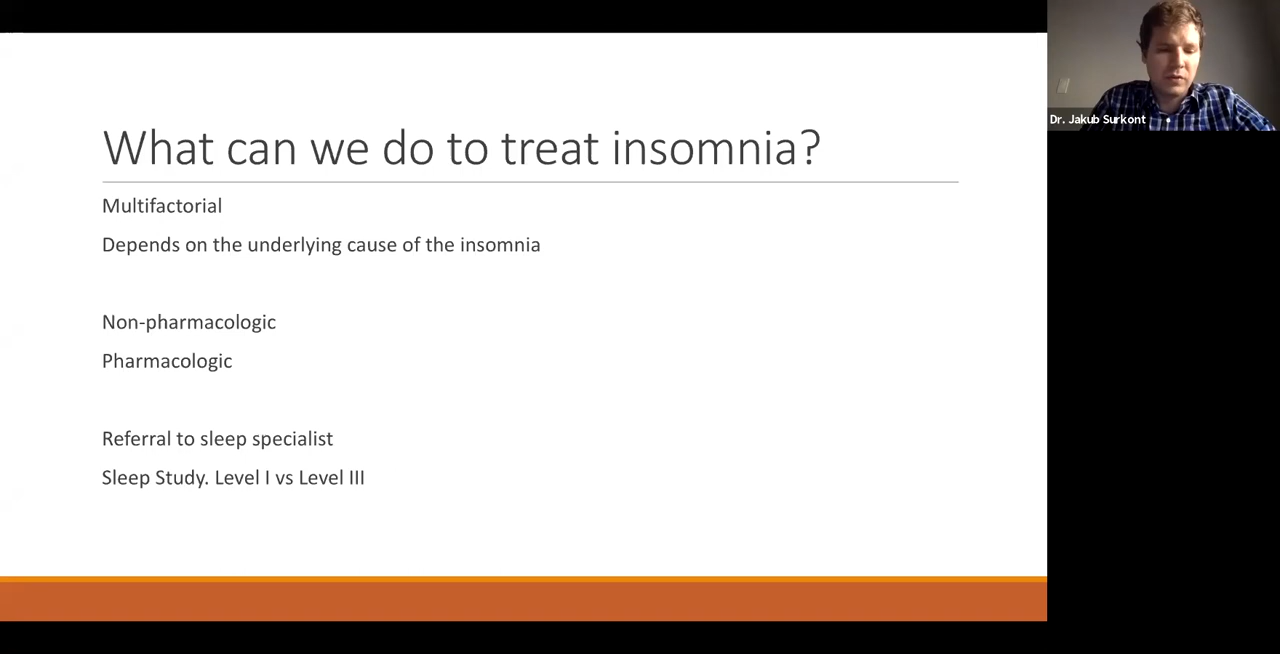 What can we do to treat insomnia?
Multifactorial
Depends on the underlying cause of the insomnia
Non-pharmacologic
Pharmacologic
Referral to sleep specialist
Sleep Study. Level I vs Level III
Dr. Jakub Surkont